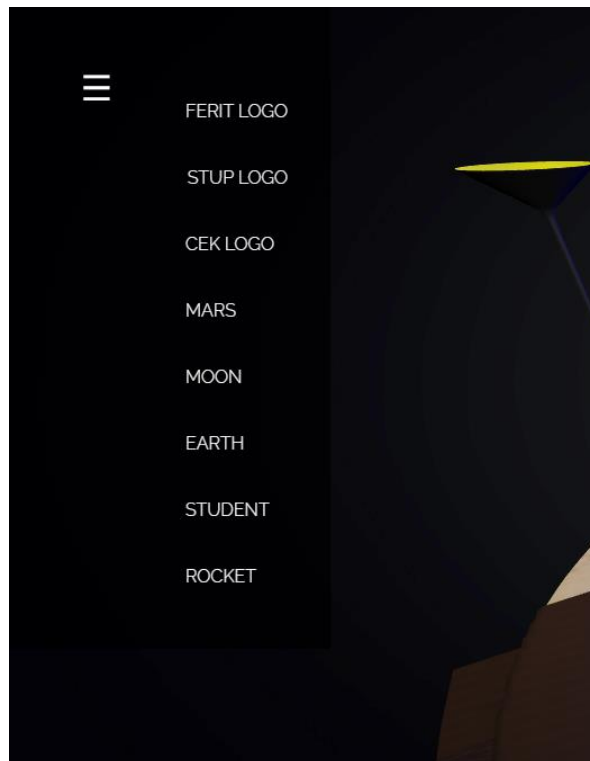 FERIT LOGO
STUP LOGO
CEK LOGO
MARS
MOON
EARTH
STUDENT
ROCKET